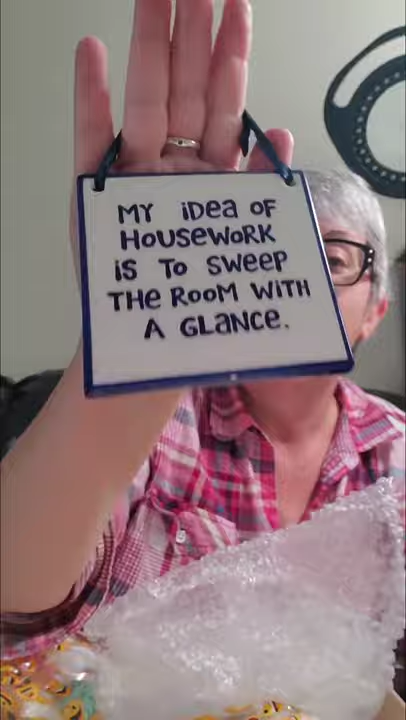 MY iDea OF
HOUSEWORK
iS TO SWEEP
THE ROOM WITH
A GLANCE.